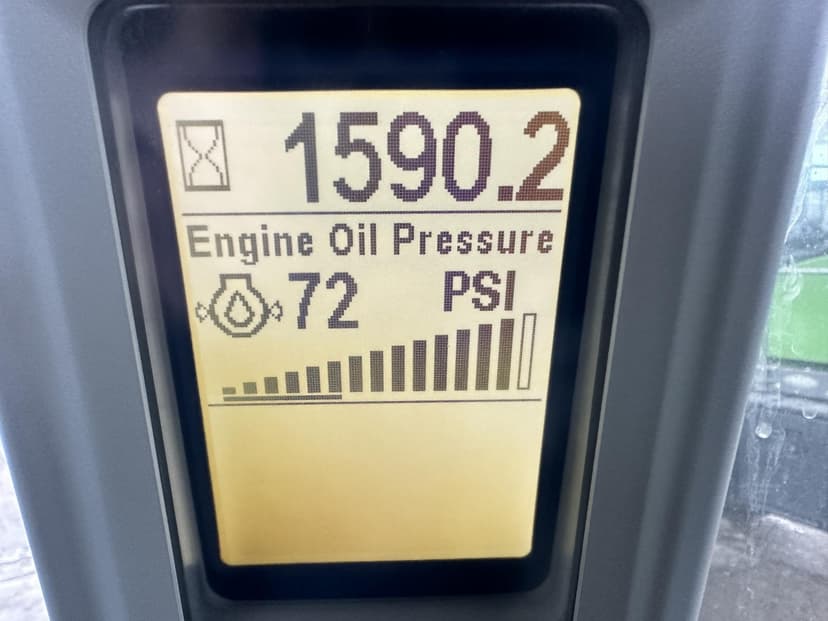 1590.2
Engine Oil Pressure
72 PSI